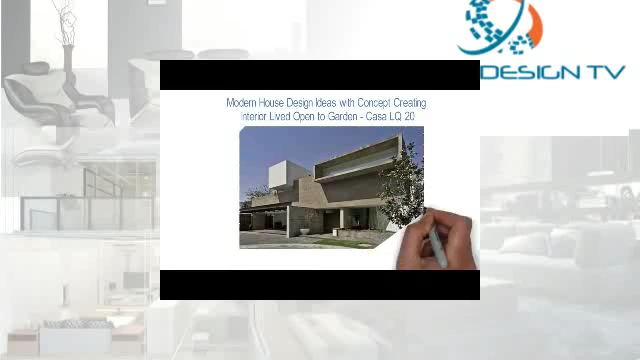 DESIGN TV
Modern House Design Ideas with Concept Creating
Interior Lived Open to Garden - Casa LQ 20